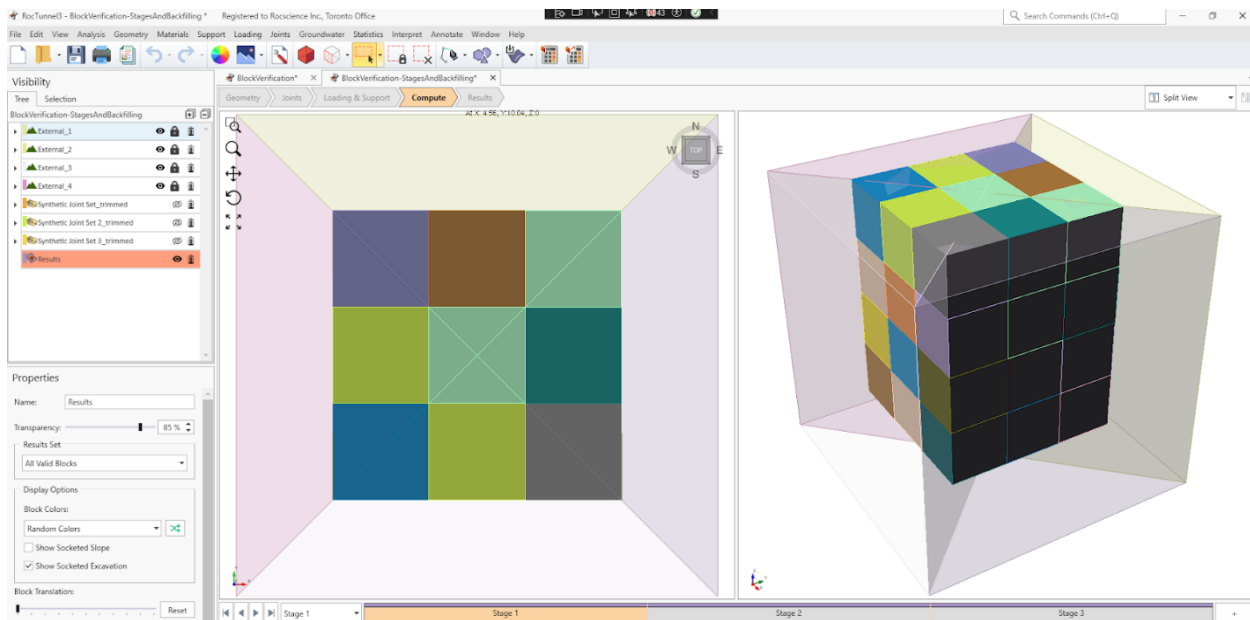 RocTunnel3 - BlockVerification-StagesAndBackfilling * Registered to Rocscience Inc., Toronto Office
43
Search Commands (Ctrl+Q)
File Edit View Analysis Geometry Materials Support Loading Joints Groundwater Statistics Interpret Annotate Window Help
Visibility
Tree Selection
BlockVerification-StagesAndBackfilling
External_1
External_2
External_3
External_4
Synthetic Joint Set_trimmed
Synthetic Joint Set 2_trimmed
Synthetic Joint Set 3_trimmed
Results
Properties
Name: Results
Transparency: 85 %
Results Set
All Valid Blocks
Display Options
Block Colors:
Random Colors
Show Socketed Slope
Show Socketed Excavation
Block Translation:
Reset
BlockVerification* X BlockVerification-StagesAndBackfilling* X
Geometry Joints Loading & Support Compute Results
Split View
At X: 4.56, Y:10.04, Z:0
N
W TOP E
S
Stage 1 Stage 1 Stage 2 Stage 3 +